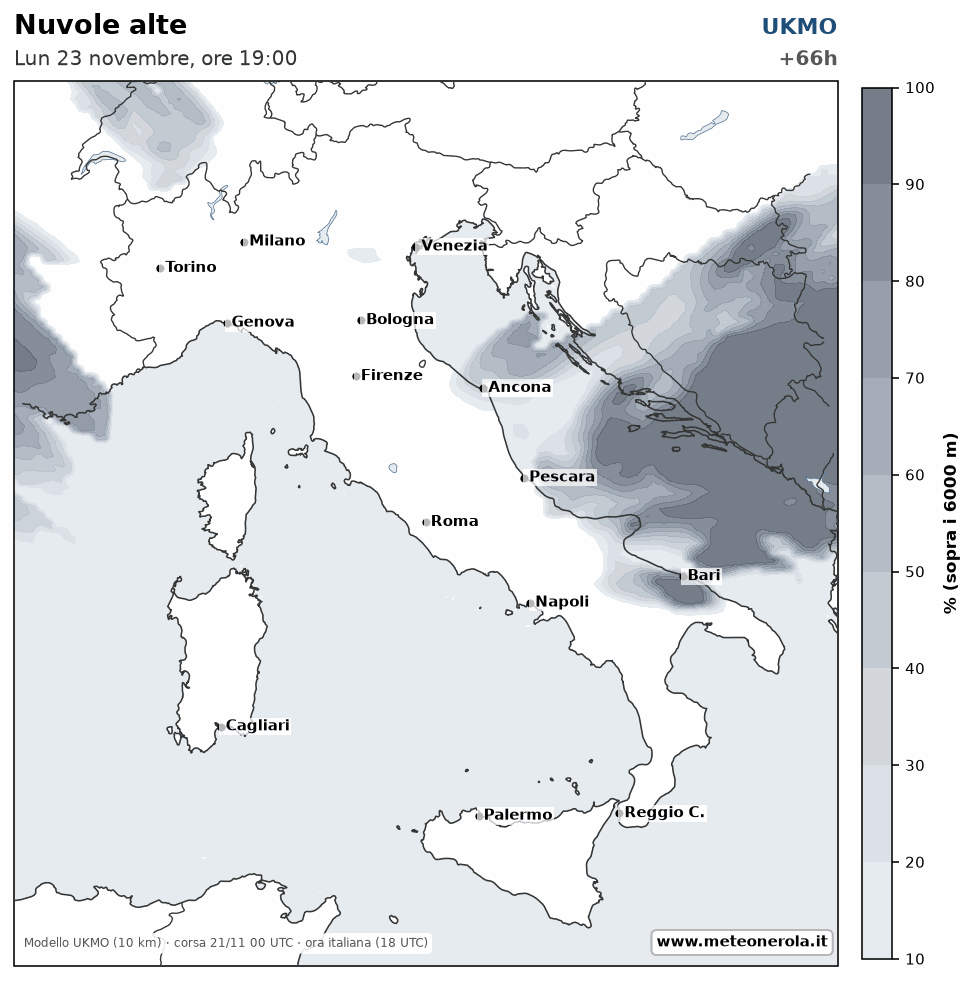 Nuvole alte
UKMO
Lun 23 novembre, ore 19:00
+66h
Milano
Venezia
Torino
Genova
Bologna
Firenze
Ancona
Pescara
Roma
Bari
Napoli
Cagliari
Palermo
Reggio C.
Modello UKMO (10 km) · corsa 21/11 00 UTC · ora italiana (18 UTC)
www.meteonerola.it
100
90
80
70
60
50
40
30
20
10
% (sopra i 6000 m)